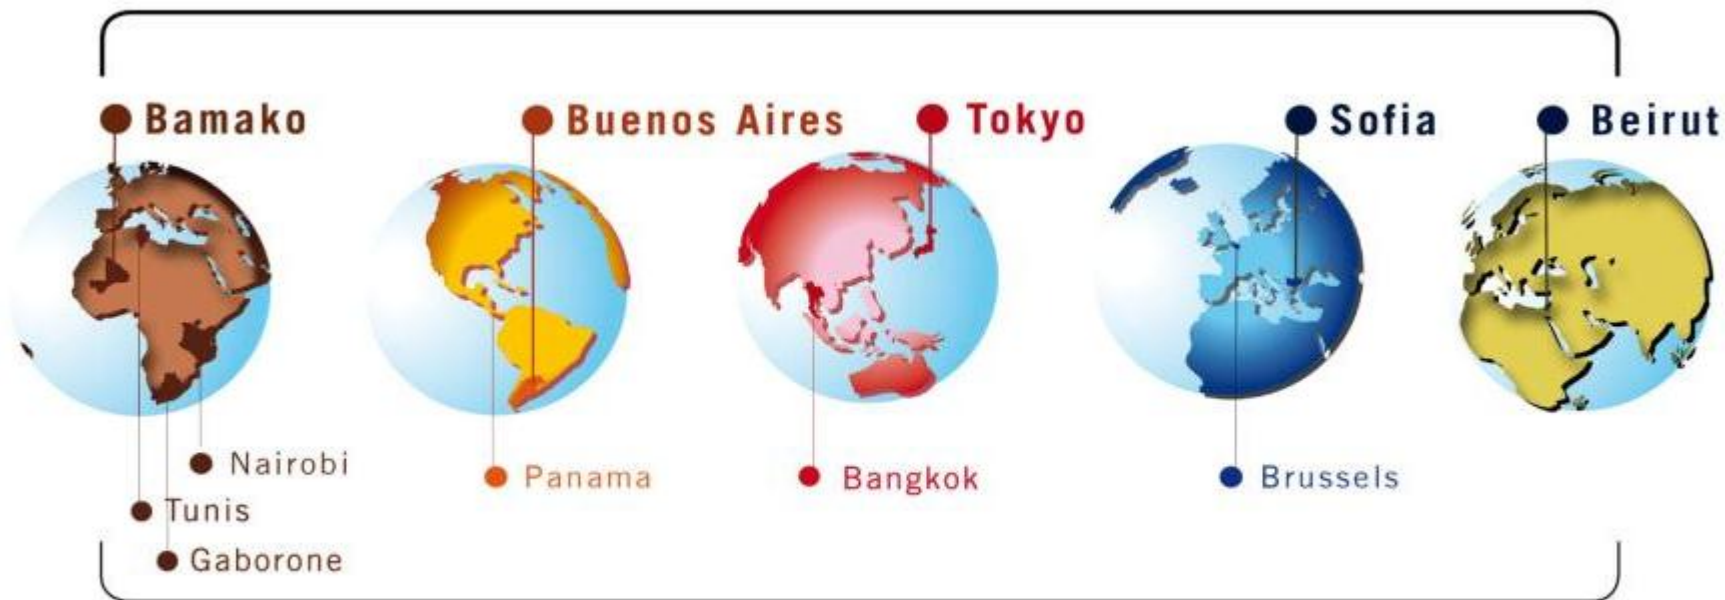 Bamako
Buenos Aires
Tokyo
Sofia
Beirut
Nairobi
Panama
Bangkok
Brussels
Tunis
Gaborone